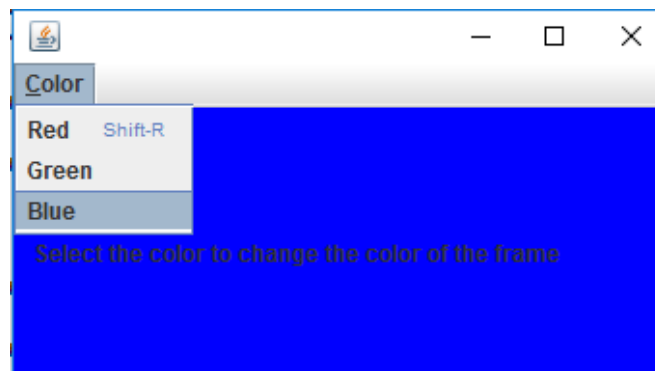 Color
Red Shift-R
Green
Blue
Select the color to change the color of the frame